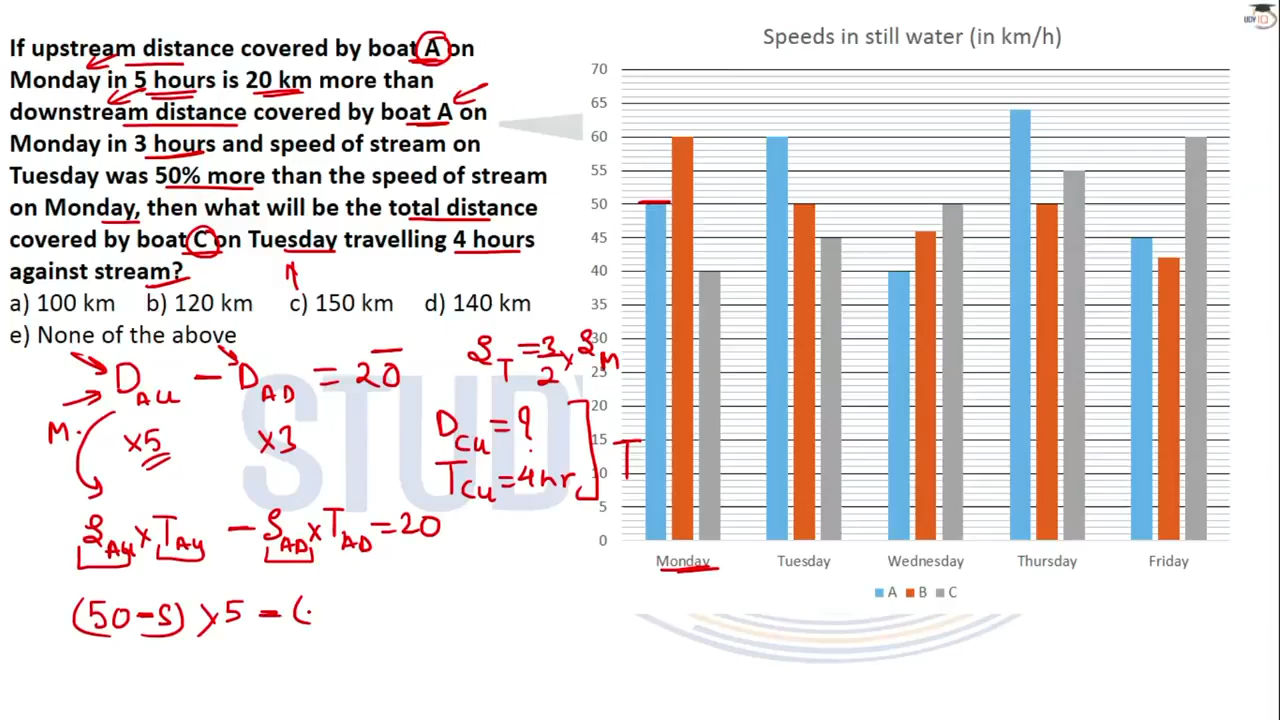 If upstream distance covered by boat A on
Monday in 5 hours is 20 km more than
downstream distance covered by boat A on
Monday in 3 hours and speed of stream on
Tuesday was 50% more than the speed of stream
on Monday, then what will be the total distance
covered by boat C on Tuesday travelling 4 hours
against stream?
a) 100 km b) 120 km c) 150 km d) 140 km
e) None of the above
D_AU - D_AD = 20
M. ×5 ×3
S_AU × T_AU - S_AD × T_AD = 20
(50 - S) × 5 = (
S_T = 3/2 × S_M
D_CU = ?
T_CU = 4hr ] T
STUD
Speeds in still water (in km/h)
70
65
60
55
50
45
40
35
30
25
20
15
10
5
0
Monday Tuesday Wednesday Thursday Friday
A B C
UDY IQ